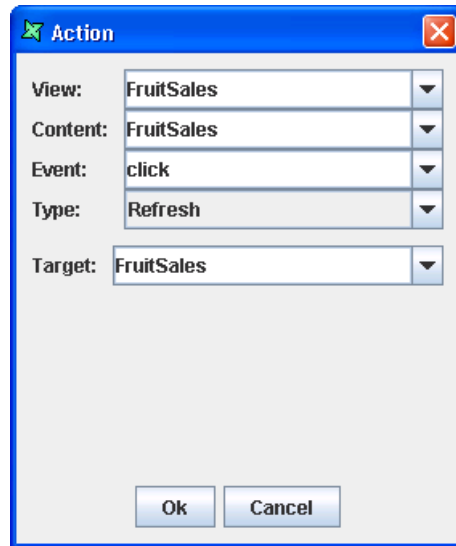 Action
View: FruitSales
Content: FruitSales
Event: click
Type: Refresh
Target: FruitSales
Ok Cancel